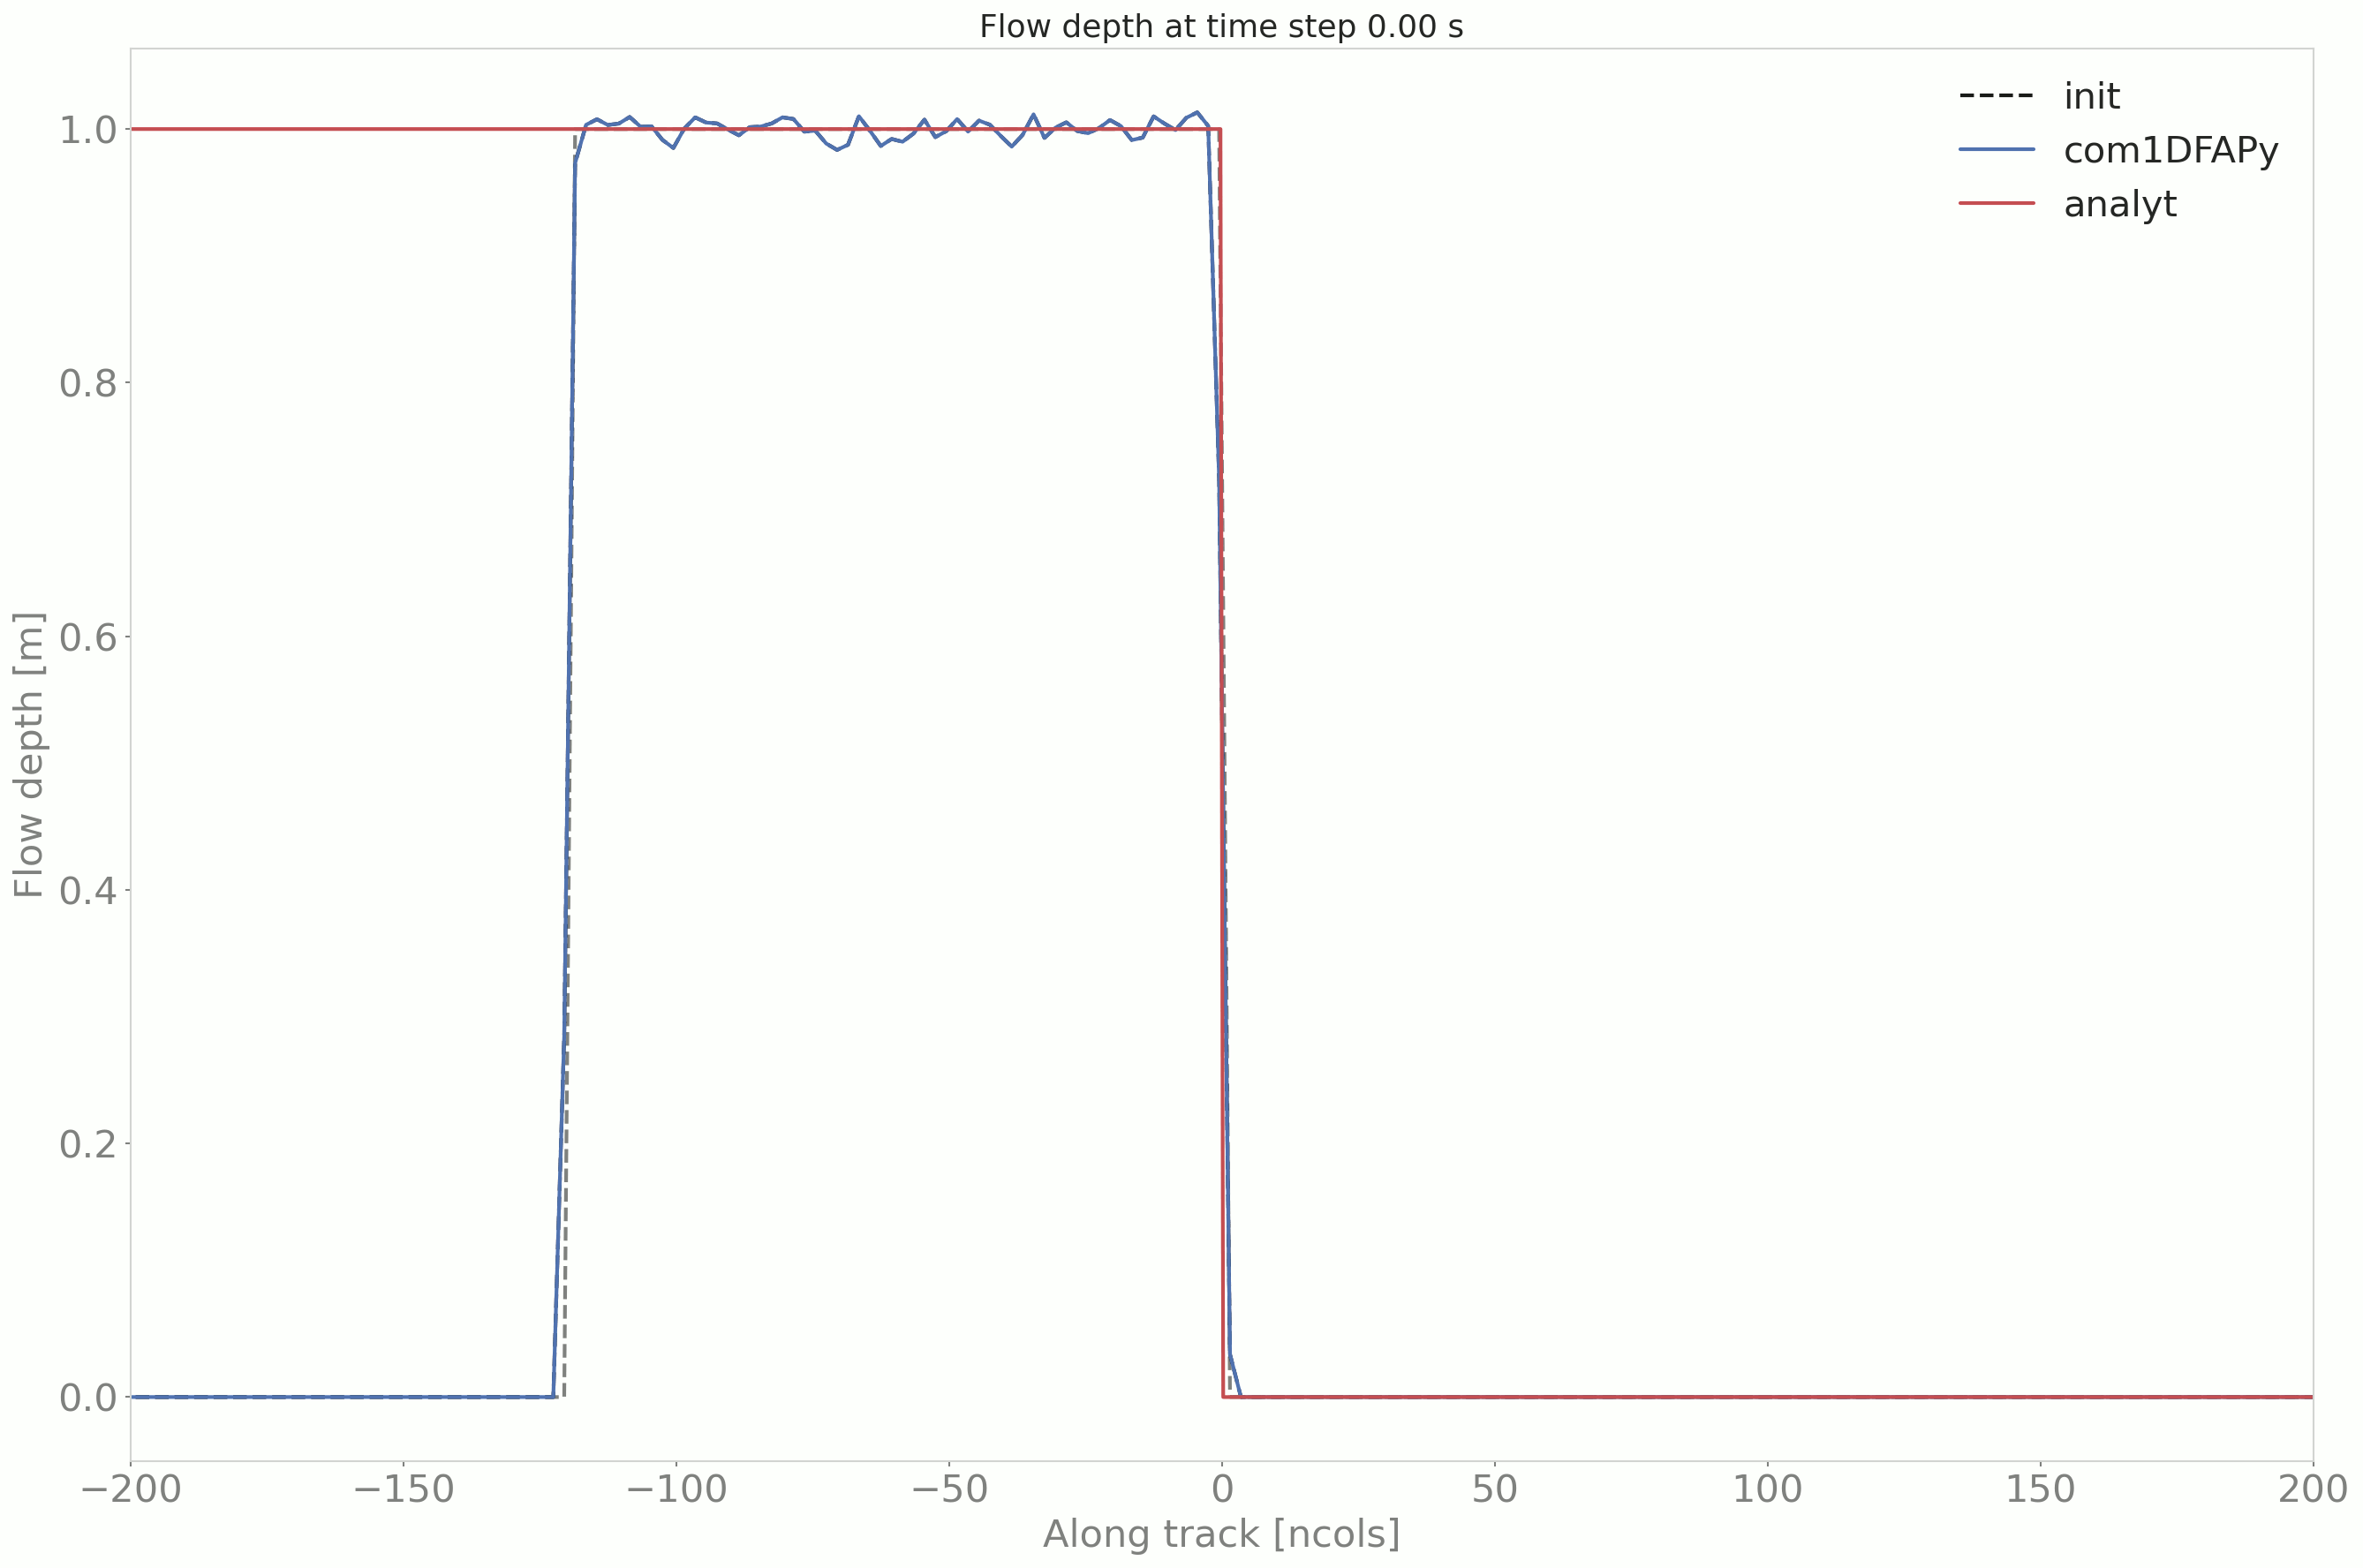 Flow depth at time step 0.00 s
init
com1DFAPy
analyt
Flow depth [m]
1.0
0.8
0.6
0.4
0.2
0.0
−200 −150 −100 −50 0 50 100 150 200
Along track [ncols]